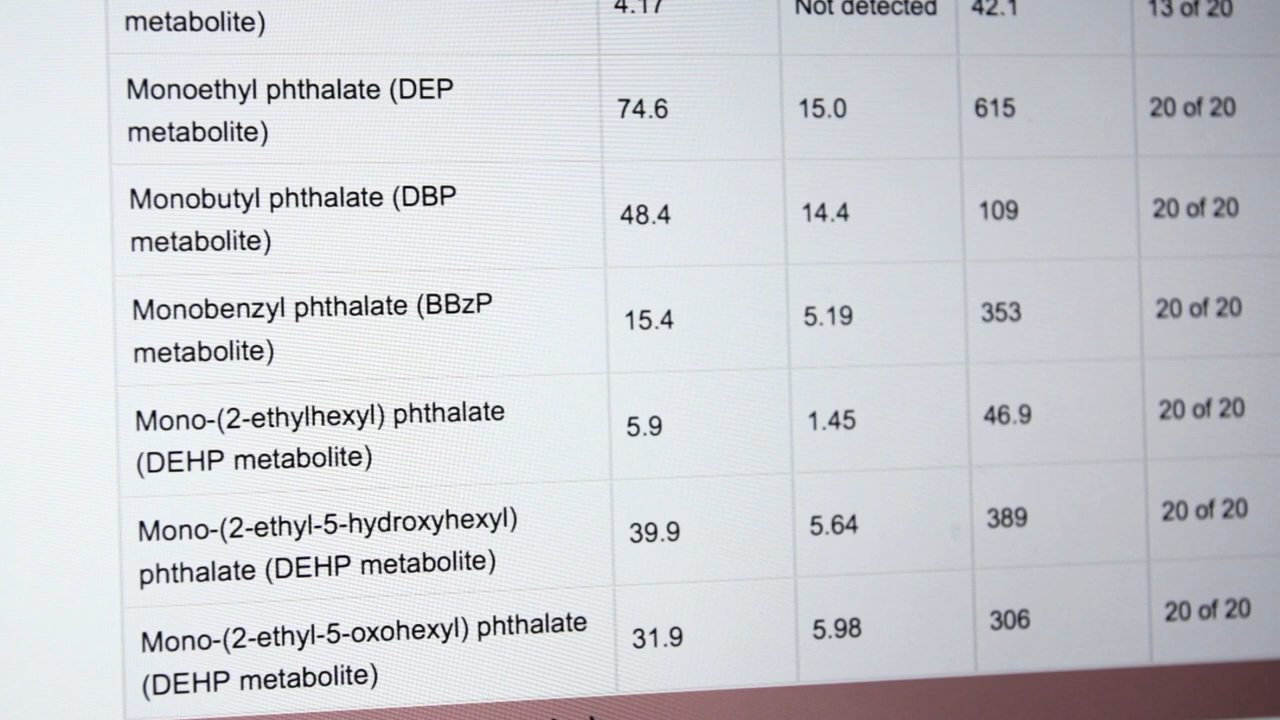 metabolite) 4.17 Not detected 42.1 13 of 20
Monoethyl phthalate (DEP
metabolite) 74.6 15.0 615 20 of 20
Monobutyl phthalate (DBP
metabolite) 48.4 14.4 109 20 of 20
Monobenzyl phthalate (BBzP
metabolite) 15.4 5.19 353 20 of 20
Mono-(2-ethylhexyl) phthalate
(DEHP metabolite) 5.9 1.45 46.9 20 of 20
Mono-(2-ethyl-5-hydroxyhexyl)
phthalate (DEHP metabolite) 39.9 5.64 389 20 of 20
Mono-(2-ethyl-5-oxohexyl) phthalate
(DEHP metabolite) 31.9 5.98 306 20 of 20